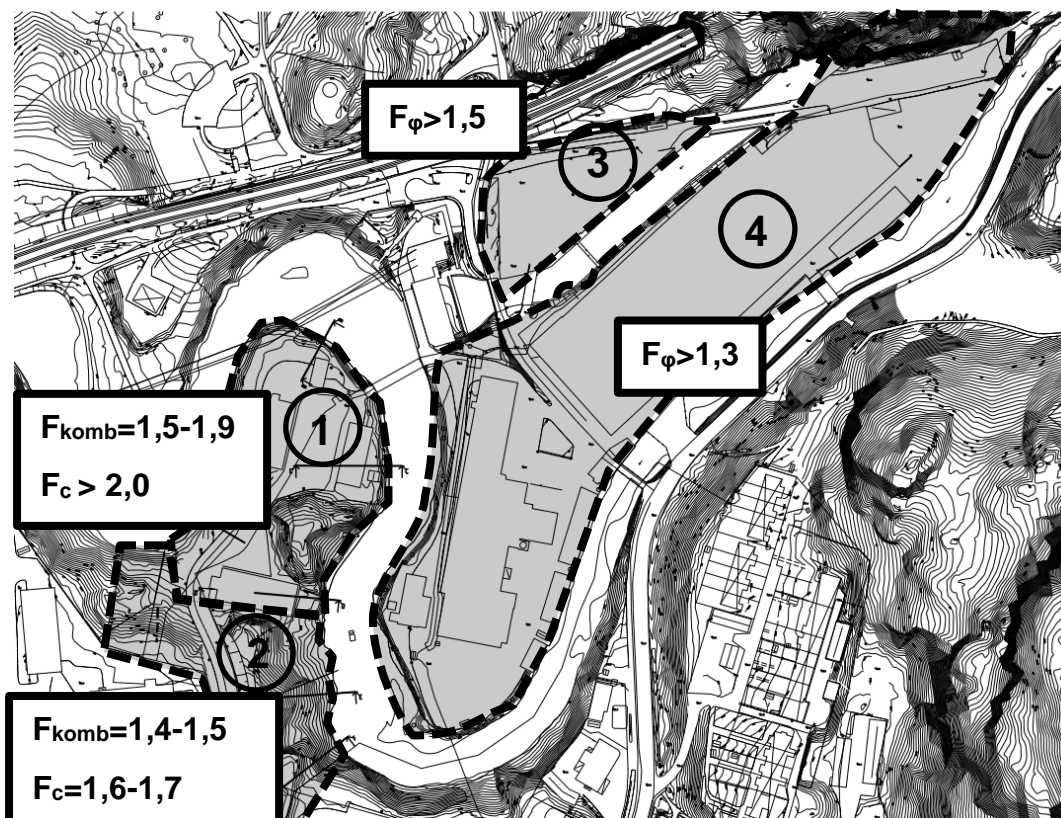 Fφ>1,5
3
4
Fφ>1,3
1
Fkomb=1,5-1,9
Fc > 2,0
2
Fkomb=1,4-1,5
Fc=1,6-1,7